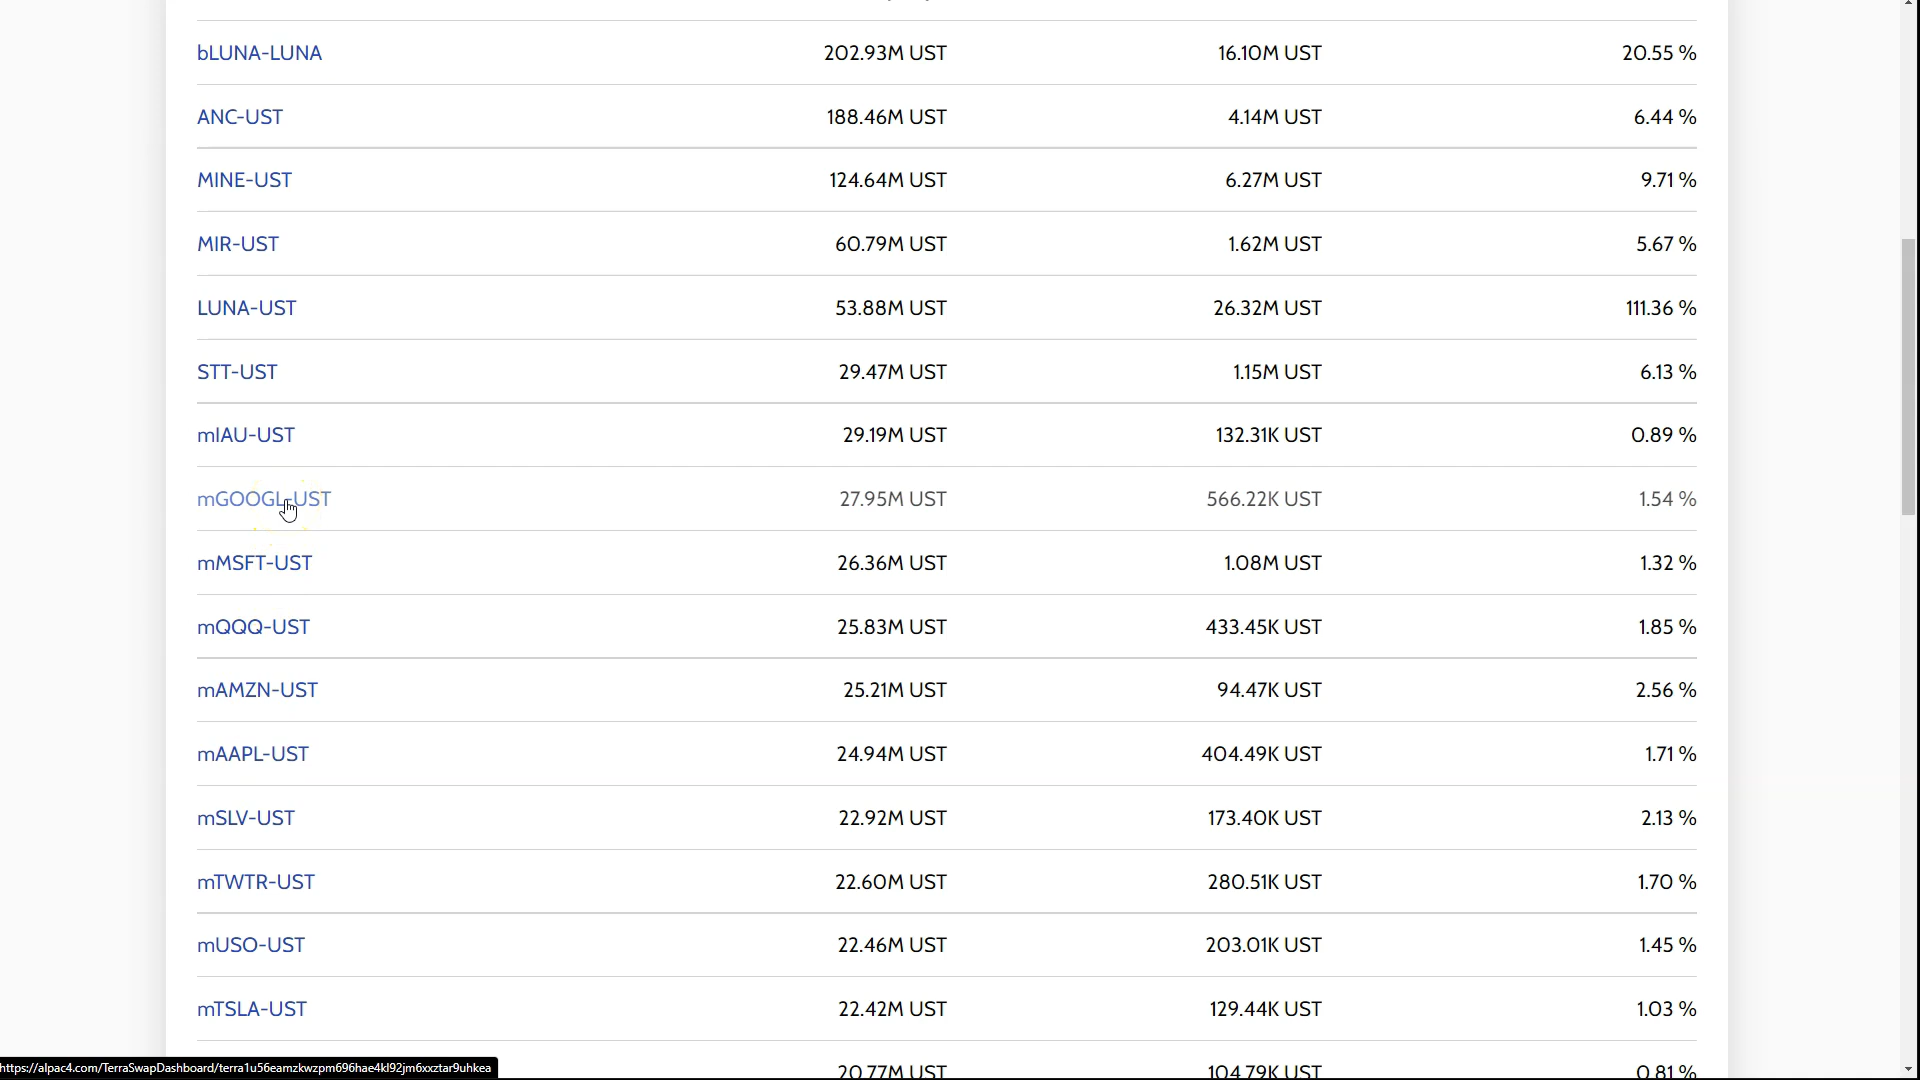 bLUNA-LUNA 202.93M UST 16.10M UST 20.55 %
ANC-UST 188.46M UST 4.14M UST 6.44 %
MINE-UST 124.64M UST 6.27M UST 9.71 %
MIR-UST 60.79M UST 1.62M UST 5.67 %
LUNA-UST 53.88M UST 26.32M UST 111.36 %
STT-UST 29.47M UST 1.15M UST 6.13 %
mIAU-UST 29.19M UST 132.31K UST 0.89 %
mGOOGL-UST 27.95M UST 566.22K UST 1.54 %
mMSFT-UST 26.36M UST 1.08M UST 1.32 %
mQQQ-UST 25.83M UST 433.45K UST 1.85 %
mAMZN-UST 25.21M UST 94.47K UST 2.56 %
mAAPL-UST 24.94M UST 404.49K UST 1.71 %
mSLV-UST 22.92M UST 173.40K UST 2.13 %
mTWTR-UST 22.60M UST 280.51K UST 1.70 %
mUSO-UST 22.46M UST 203.01K UST 1.45 %
mTSLA-UST 22.42M UST 129.44K UST 1.03 %
20.77M UST 104.79K UST 0.81 %
https://alpac4.com/TerraSwapDashboard/terra1u56eamzkwzpm696hae4kl92jm6xxztar9uhkea